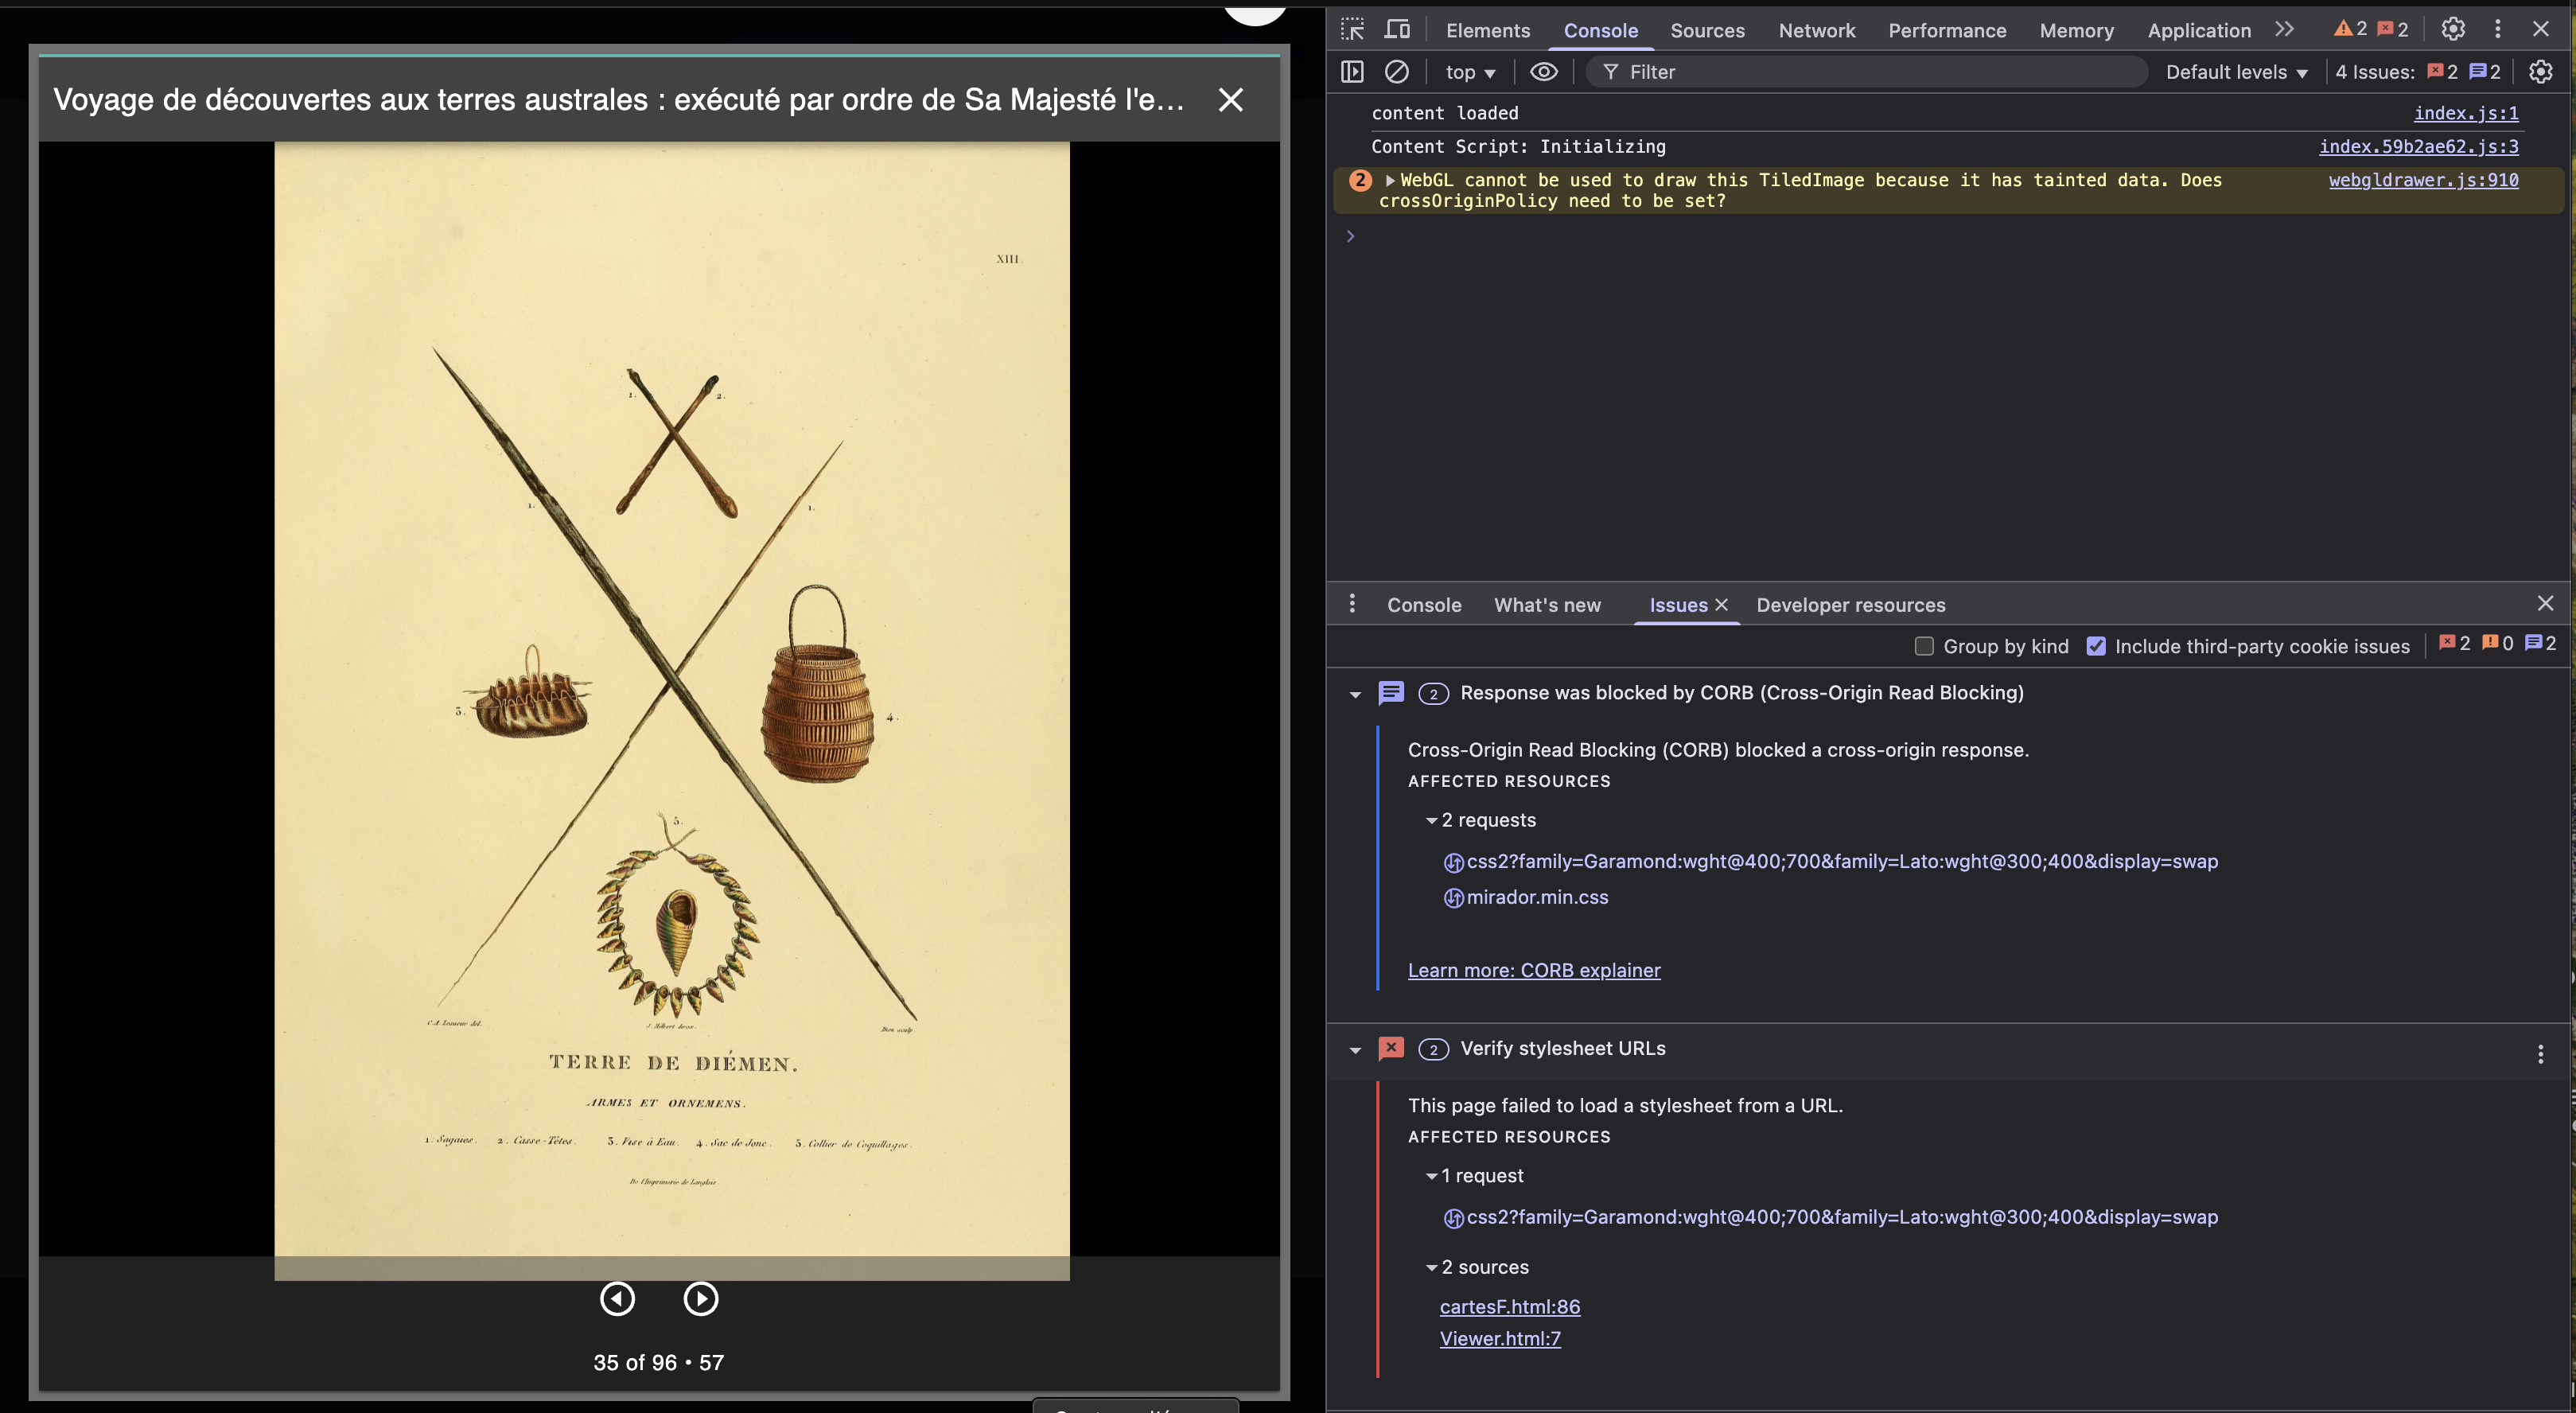 Voyage de découvertes aux terres australes : exécuté par ordre de Sa Majesté l'e...
XIII.
1.
2.
1.
1.
3.
4.
5.
C.A. Lesueur del.
J. Milbert direx.
Dien sculp.
TERRE DE DIÉMEN.
ARMES ET ORNEMENS.
1. Sagaies. 2. Casse-Têtes. 3. Vase à Eau. 4. Sac de Jonc. 5. Collier de Coquillages.
De l'Imprimerie de Langlois.
35 of 96 • 57
Elements Console Sources Network Performance Memory Application 2 2
top Filter Default levels 4 Issues: 2 2
content loaded index.js:1
Content Script: Initializing index.59b2ae62.js:3
2 WebGL cannot be used to draw this TiledImage because it has tainted data. Does webgldrawer.js:910
crossOriginPolicy need to be set?
Console What's new Issues Developer resources
Group by kind Include third-party cookie issues 2 0 2
2 Response was blocked by CORB (Cross-Origin Read Blocking)
Cross-Origin Read Blocking (CORB) blocked a cross-origin response.
AFFECTED RESOURCES
2 requests
css2?family=Garamond:wght@400;700&family=Lato:wght@300;400&display=swap
mirador.min.css
Learn more: CORB explainer
2 Verify stylesheet URLs
This page failed to load a stylesheet from a URL.
AFFECTED RESOURCES
1 request
css2?family=Garamond:wght@400;700&family=Lato:wght@300;400&display=swap
2 sources
cartesF.html:86
Viewer.html:7